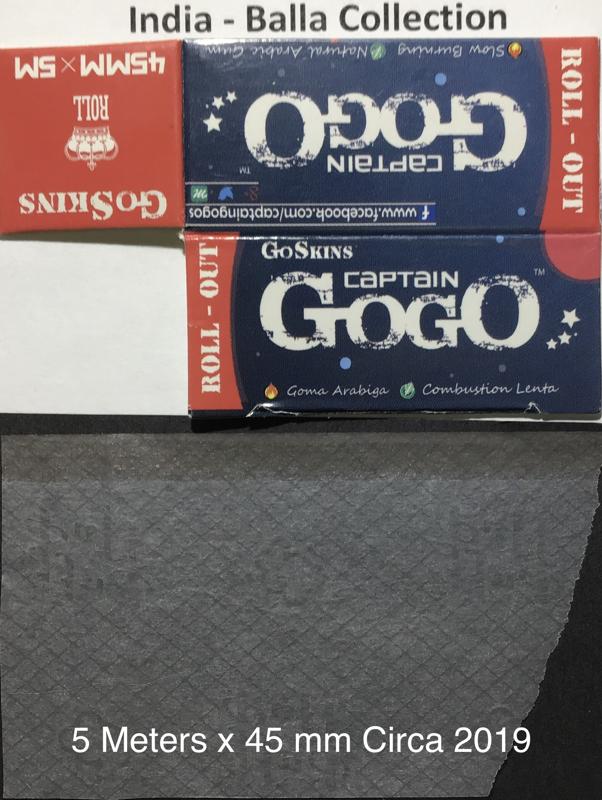 India - Balla Collection
45MM × 5M
ROLL
GOSKINS
Slow Burning
Natural Arabic Gum
CAPTAIN
GOGO
TM
www.facebook.com/captaingogos
ROLL - OUT
ROLL - OUT
GOSKINS
CAPTAIN
GOGO
TM
Goma Arabiga
Combustion Lenta
5 Meters x 45 mm Circa 2019